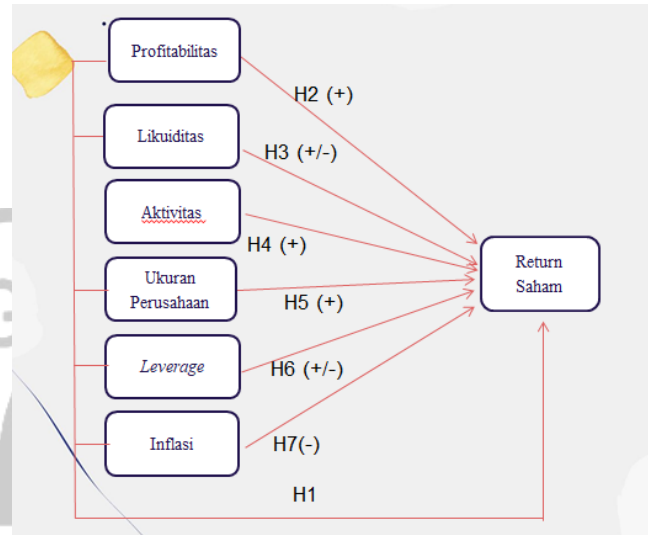 Profitabilitas
H2 (+)
Likuiditas
H3 (+/-)
Aktivitas
H4 (+)
Return
Saham
Ukuran
Perusahaan
H5 (+)
Leverage
H6 (+/-)
Inflasi
H7(-)
H1